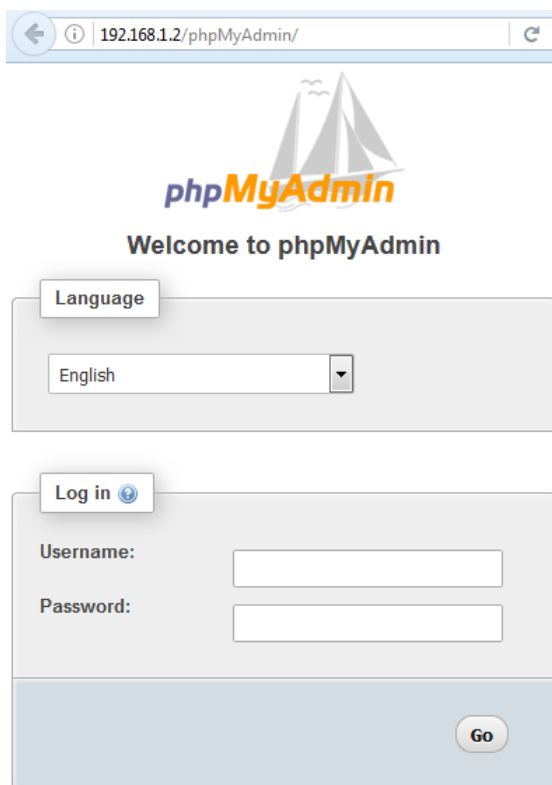 192.168.1.2/phpMyAdmin/
phpMyAdmin
Welcome to phpMyAdmin
Language
English
Log in
Username:
Password:
Go